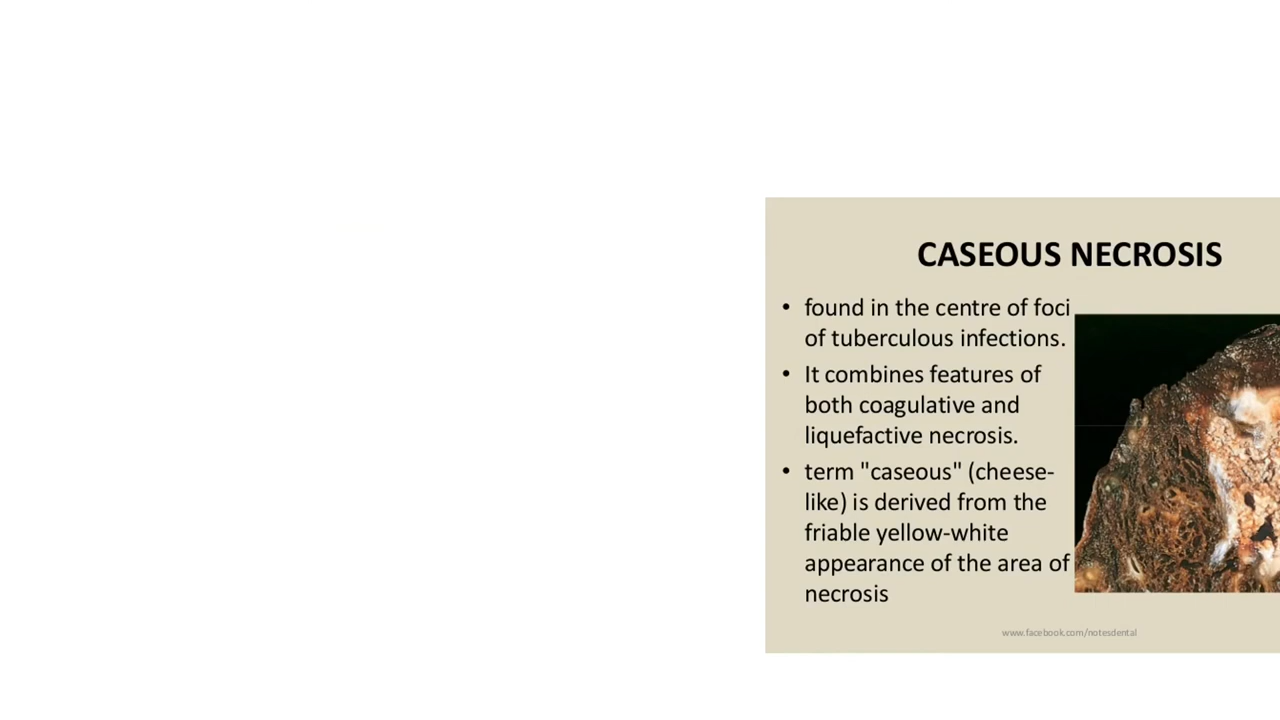 CASEOUS NECROSIS
• found in the centre of foci
of tuberculous infections.
• It combines features of
both coagulative and
liquefactive necrosis.
• term "caseous" (cheese-
like) is derived from the
friable yellow-white
appearance of the area of
necrosis
www.facebook.com/notesdental